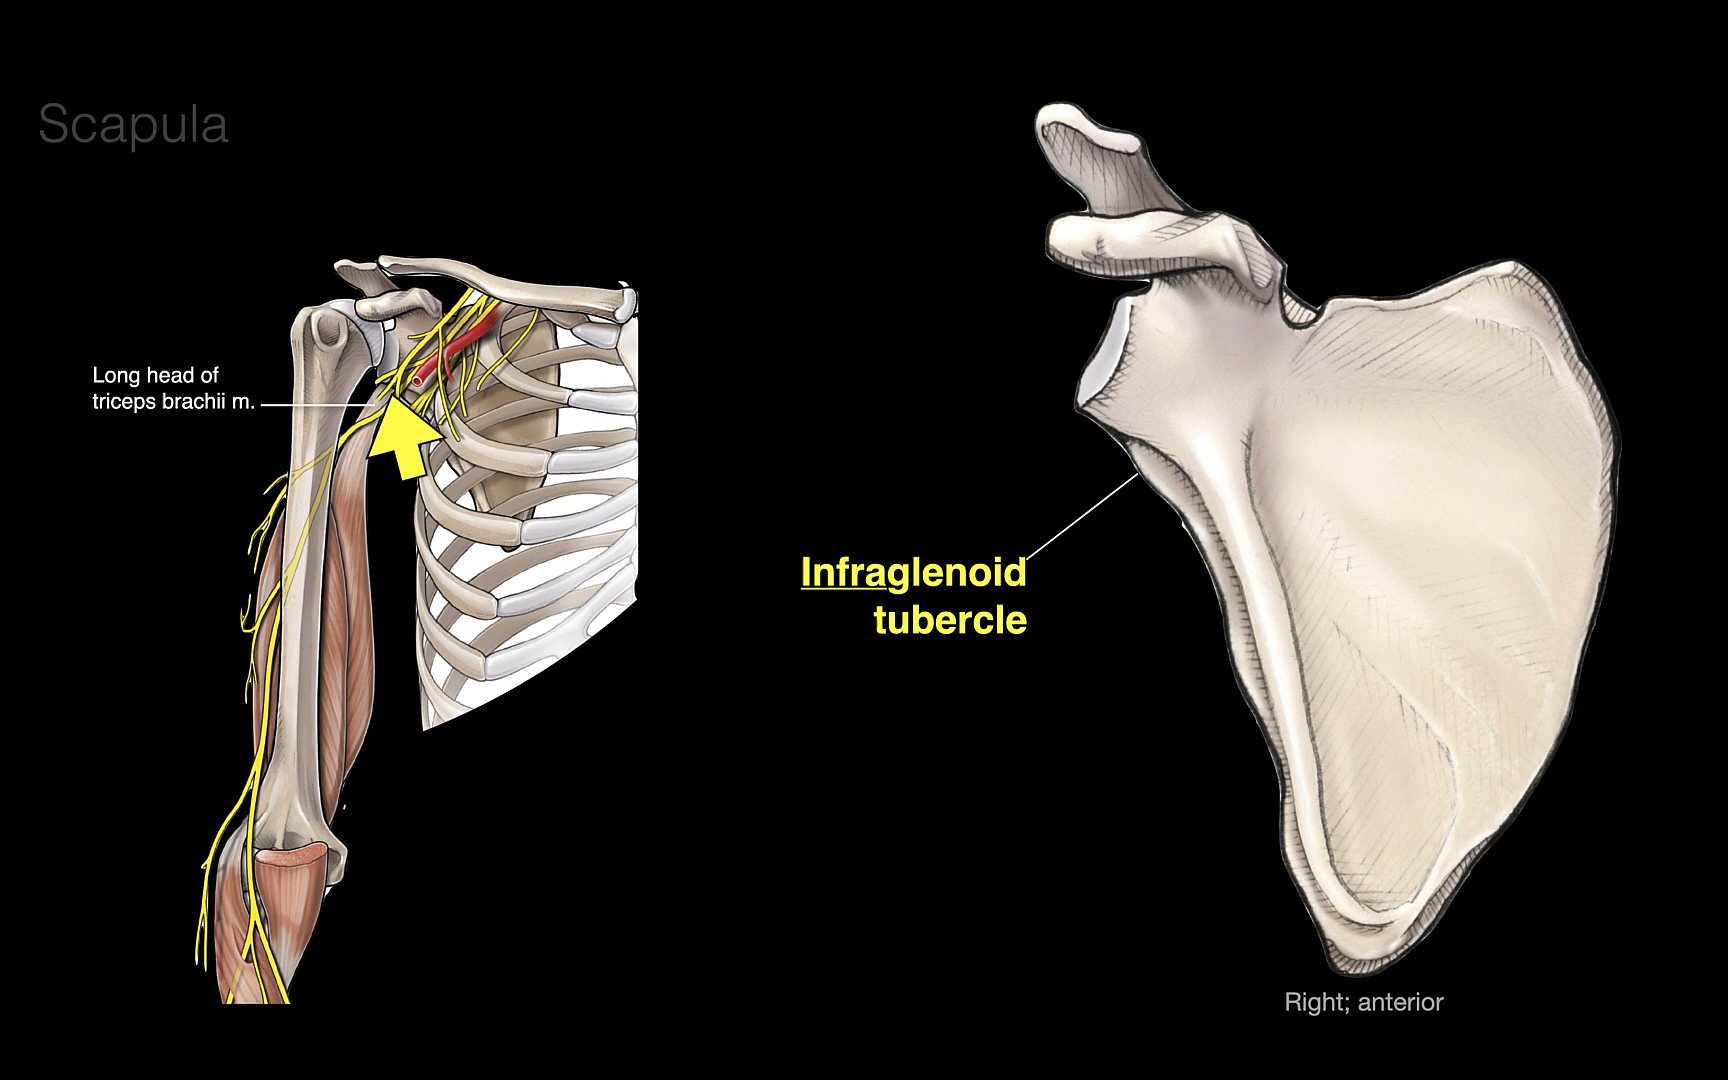 Scapula
Long head of
triceps brachii m.
Infraglenoid
tubercle
Right; anterior